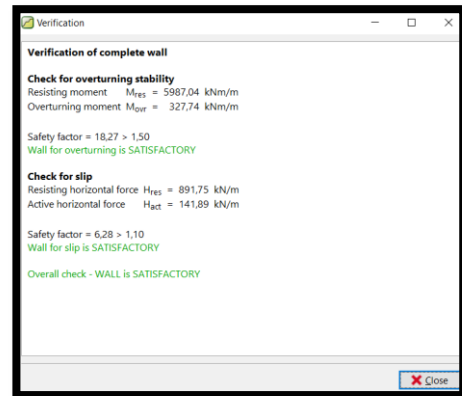 Verification
Verification of complete wall
Check for overturning stability
Resisting moment Mres = 5987,04 kNm/m
Overturning moment Movr = 327,74 kNm/m
Safety factor = 18,27 > 1,50
Wall for overturning is SATISFACTORY
Check for slip
Resisting horizontal force Hres = 891,75 kN/m
Active horizontal force Hact = 141,89 kN/m
Safety factor = 6,28 > 1,10
Wall for slip is SATISFACTORY
Overall check - WALL is SATISFACTORY
Close